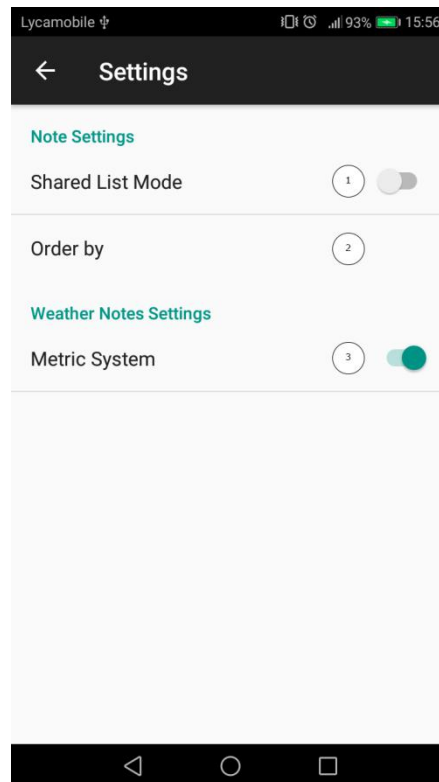 Lycamobile 93% 15:56
Settings
Note Settings
Shared List Mode 1
Order by 2
Weather Notes Settings
Metric System 3